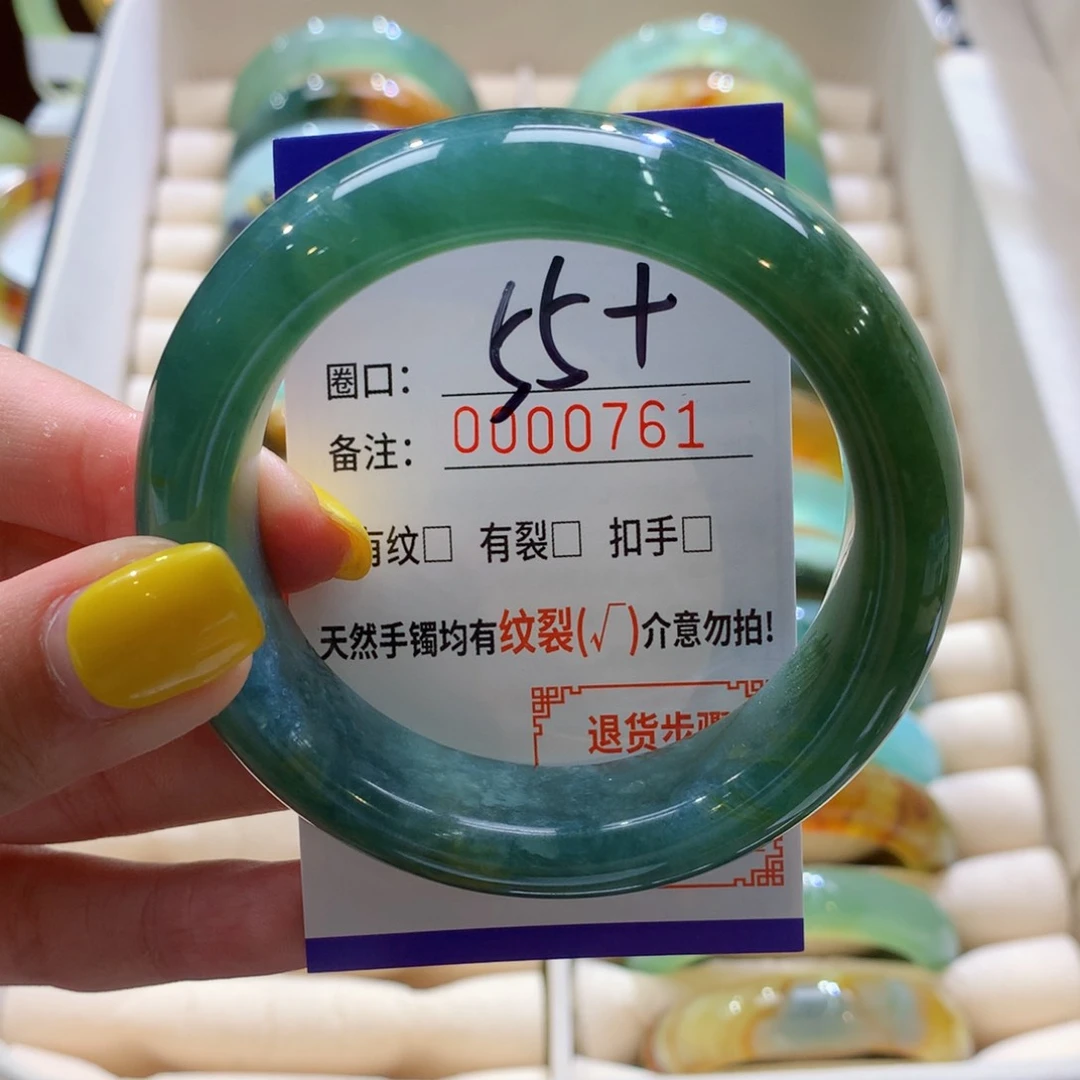 圈口： 55+
备注： 0000761
有纹□ 有裂□ 扣手□
天然手镯均有纹裂(√)介意勿拍!
退货步骤